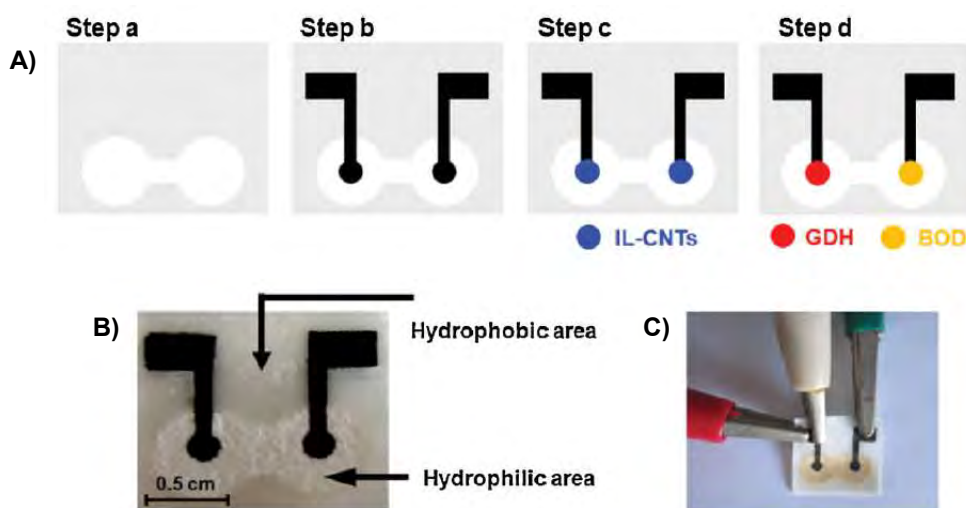 Step a Step b Step c Step d
A)
IL-CNTs GDH BOD
B) Hydrophobic area C)
Hydrophilic area
0.5 cm